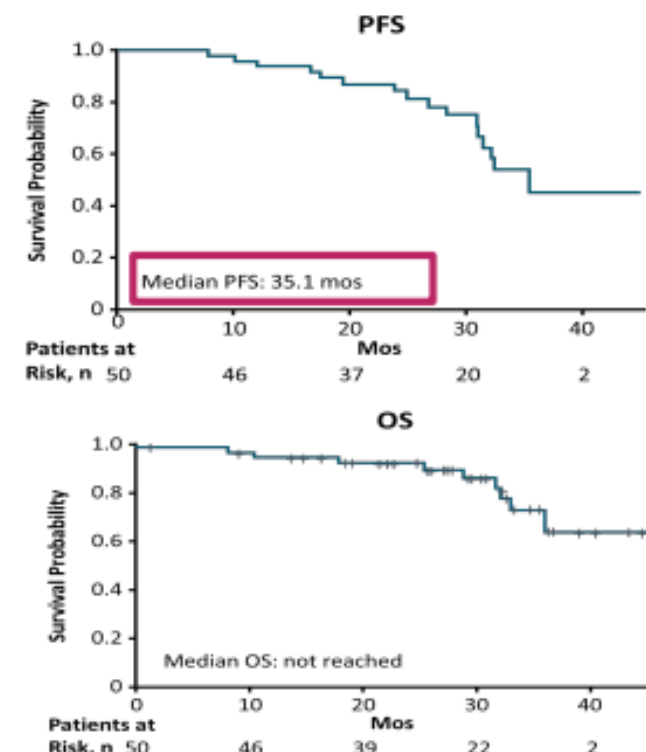 PFS
Survival Probability
1.0
0.8
0.6
0.4
0.2
0
Median PFS: 35.1 mos
0 10 20 30 40
Patients at Mos
Risk, n 50 46 37 20 2
OS
Survival Probability
1.0
0.8
0.6
0.4
0.2
0
Median OS: not reached
0 10 20 30 40
Patients at Mos
Risk, n 50 46 39 22 2